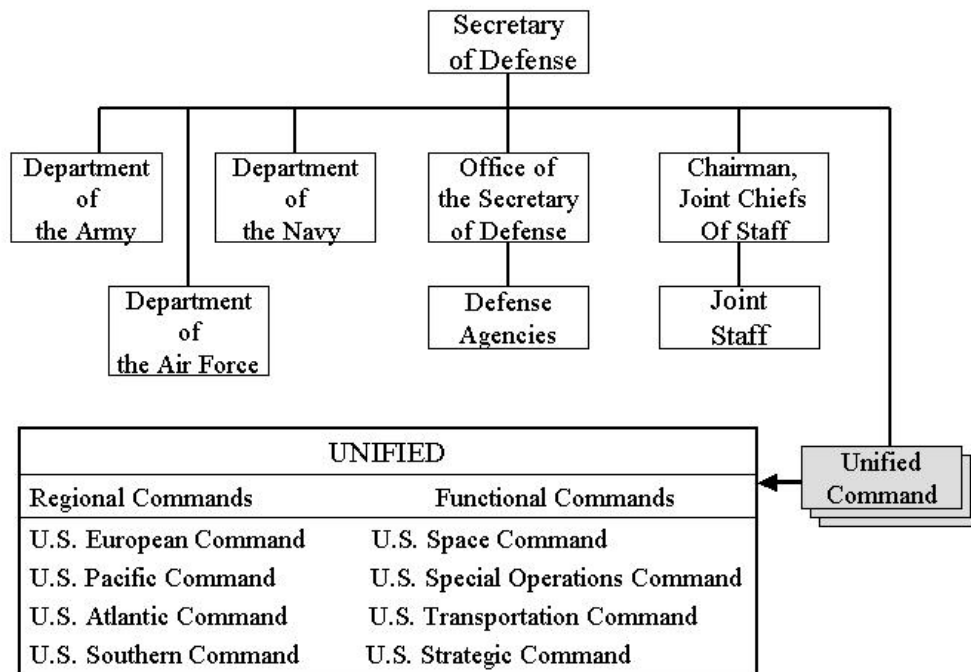 Secretary
of Defense
Department
of
the Army
Department
of
the Navy
Office of
the Secretary
of Defense
Chairman,
Joint Chiefs
Of Staff
Department
of
the Air Force
Defense
Agencies
Joint
Staff
Unified
Command
UNIFIED
Regional Commands
Functional Commands
U.S. European Command
U.S. Space Command
U.S. Pacific Command
U.S. Special Operations Command
U.S. Atlantic Command
U.S. Transportation Command
U.S. Southern Command
U.S. Strategic Command